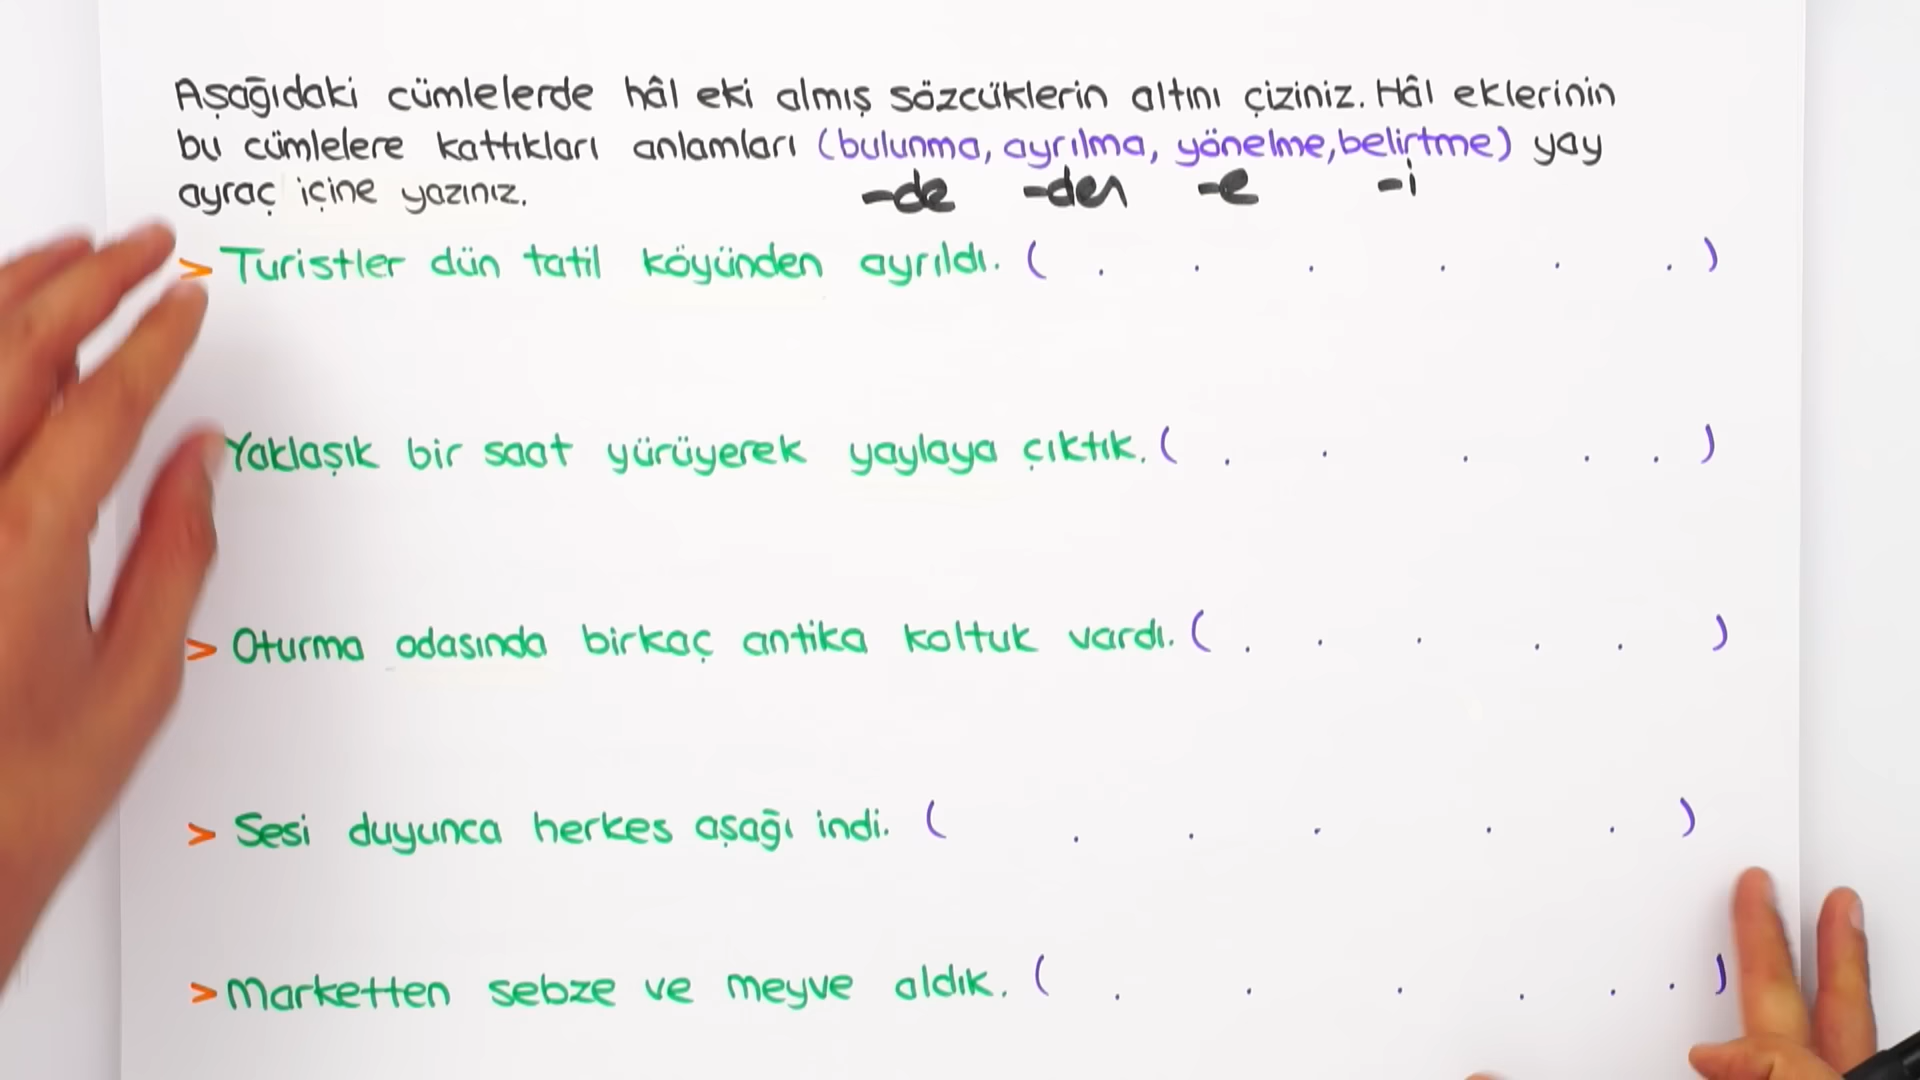 Aşağıdaki cümlelerde hâl eki almış sözcüklerin altını çiziniz. Hâl eklerinin
bu cümlelere kattıkları anlamları (bulunma, ayrılma, yönelme, belirtme) yay
ayraç içine yazınız.
-de -den -e -i
> Turistler dün tatil köyünden ayrıldı. ( . . . . . . )
Yaklaşık bir saat yürüyerek yaylaya çıktık. ( . . . . . )
> Oturma odasında birkaç antika koltuk vardı. ( . . . . . )
> Sesi duyunca herkes aşağı indi. ( . . . . . )
> Marketten sebze ve meyve aldık. ( . . . . . . )